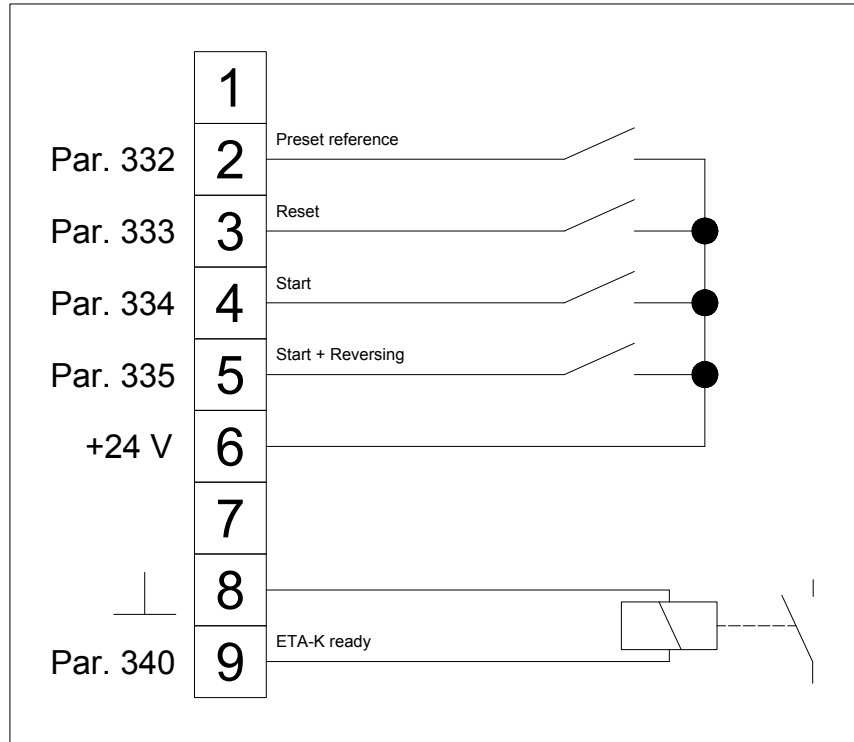 1
Par. 332 2 Preset reference
Par. 333 3 Reset
Par. 334 4 Start
Par. 335 5 Start + Reversing
+24 V 6
7
8
Par. 340 9 ETA-K ready